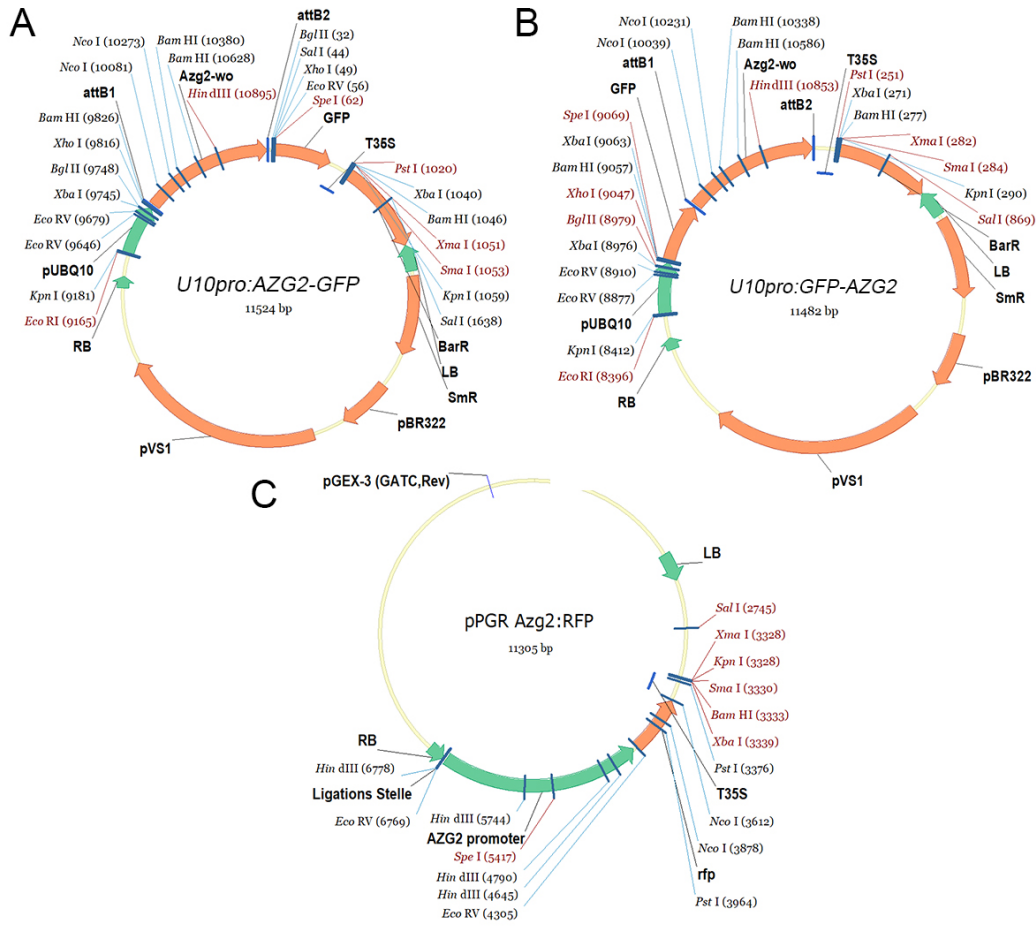 A
attB2
Bgl II (32)
Sal I (44)
Xho I (49)
Eco RV (56)
Spe I (62)
GFP
T35S
Pst I (1020)
Xba I (1040)
Bam HI (1046)
Xma I (1051)
Sma I (1053)
Kpn I (1059)
Sal I (1638)
BarR
LB
SmR
pBR322
pVS1
RB
Eco RI (9165)
Kpn I (9181)
pUBQ10
Eco RV (9646)
Eco RV (9679)
Xba I (9745)
Bgl II (9748)
Xho I (9816)
Bam HI (9826)
attB1
Nco I (10081)
Nco I (10273)
Bam HI (10380)
Bam HI (10628)
Azg2-wo
Hin dIII (10895)
U10pro:AZG2-GFP
11524 bp
B
Nco I (10231)
Nco I (10039)
attB1
GFP
Spe I (9069)
Xba I (9063)
Bam HI (9057)
Xho I (9047)
Bgl II (8979)
Xba I (8976)
Eco RV (8910)
Eco RV (8877)
pUBQ10
Kpn I (8412)
Eco RI (8396)
RB
Bam HI (10338)
Bam HI (10586)
Azg2-wo
Hin dIII (10853)
attB2
T35S
Pst I (251)
Xba I (271)
Bam HI (277)
Xma I (282)
Sma I (284)
Kpn I (290)
Sal I (869)
BarR
LB
SmR
pBR322
pVS1
U10pro:GFP-AZG2
11482 bp
C
pGEX-3 (GATC,Rev)
LB
Sal I (2745)
Xma I (3328)
Kpn I (3328)
Sma I (3330)
Bam HI (3333)
Xba I (3339)
Pst I (3376)
T35S
Nco I (3612)
Nco I (3878)
rfp
Pst I (3964)
pPGR Azg2:RFP
11305 bp
RB
Hin dIII (6778)
Ligations Stelle
Eco RV (6769)
Hin dIII (5744)
AZG2 promoter
Spe I (5417)
Hin dIII (4790)
Hin dIII (4645)
Eco RV (4305)